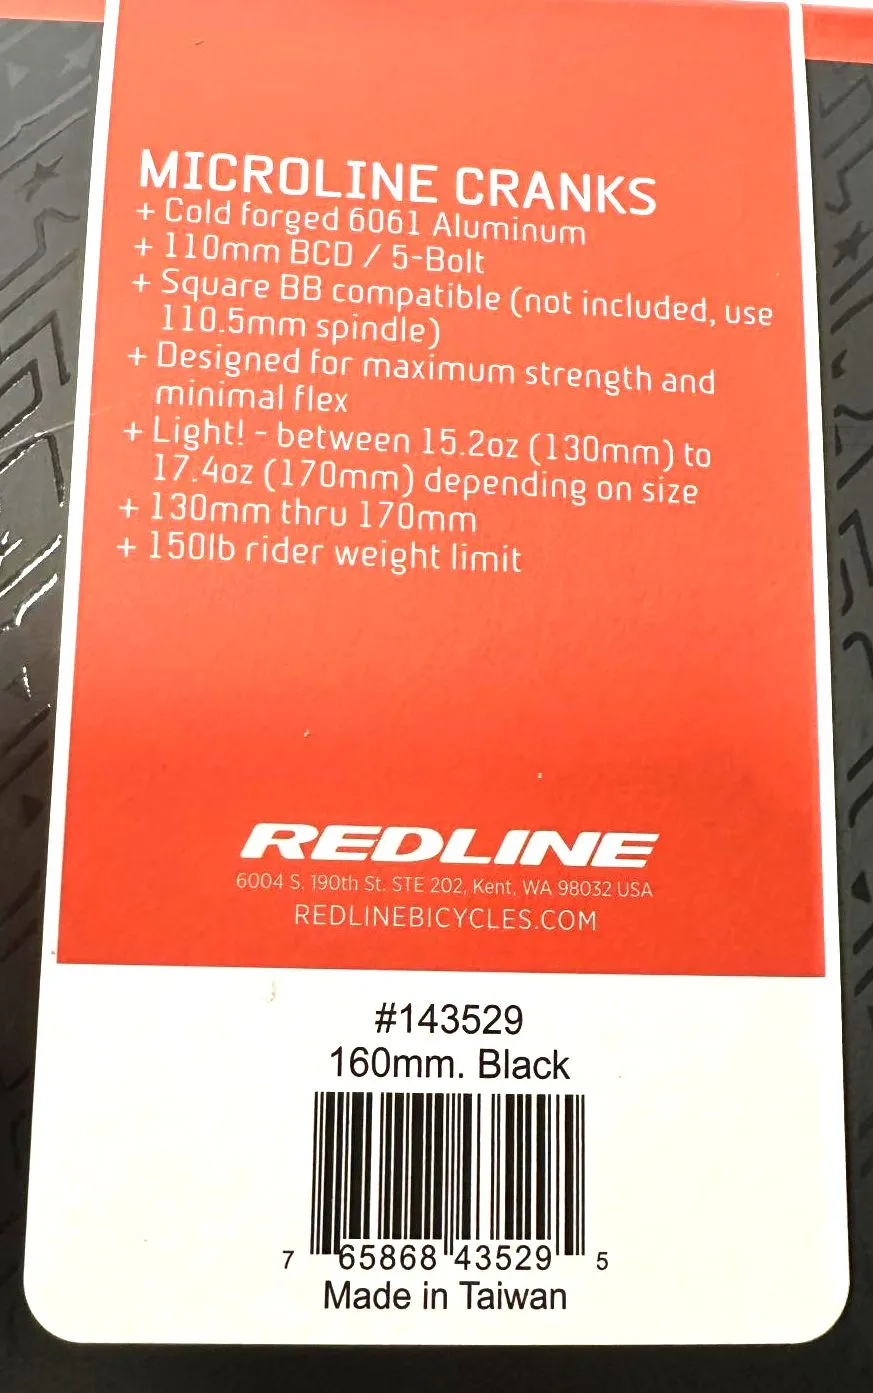 MICROLINE CRANKS
+ Cold forged 6061 Aluminum
+ 110mm BCD / 5-Bolt
+ Square BB compatible (not included, use
110.5mm spindle)
+ Designed for maximum strength and
minimal flex
+ Light! - between 15.2oz (130mm) to
17.4oz (170mm) depending on size
+ 130mm thru 170mm
+ 150lb rider weight limit
REDLINE
6004 S. 190th St. STE 202, Kent, WA 98032 USA
REDLINEBICYCLES.COM
#143529
160mm. Black
7 65868 43529 5
Made in Taiwan